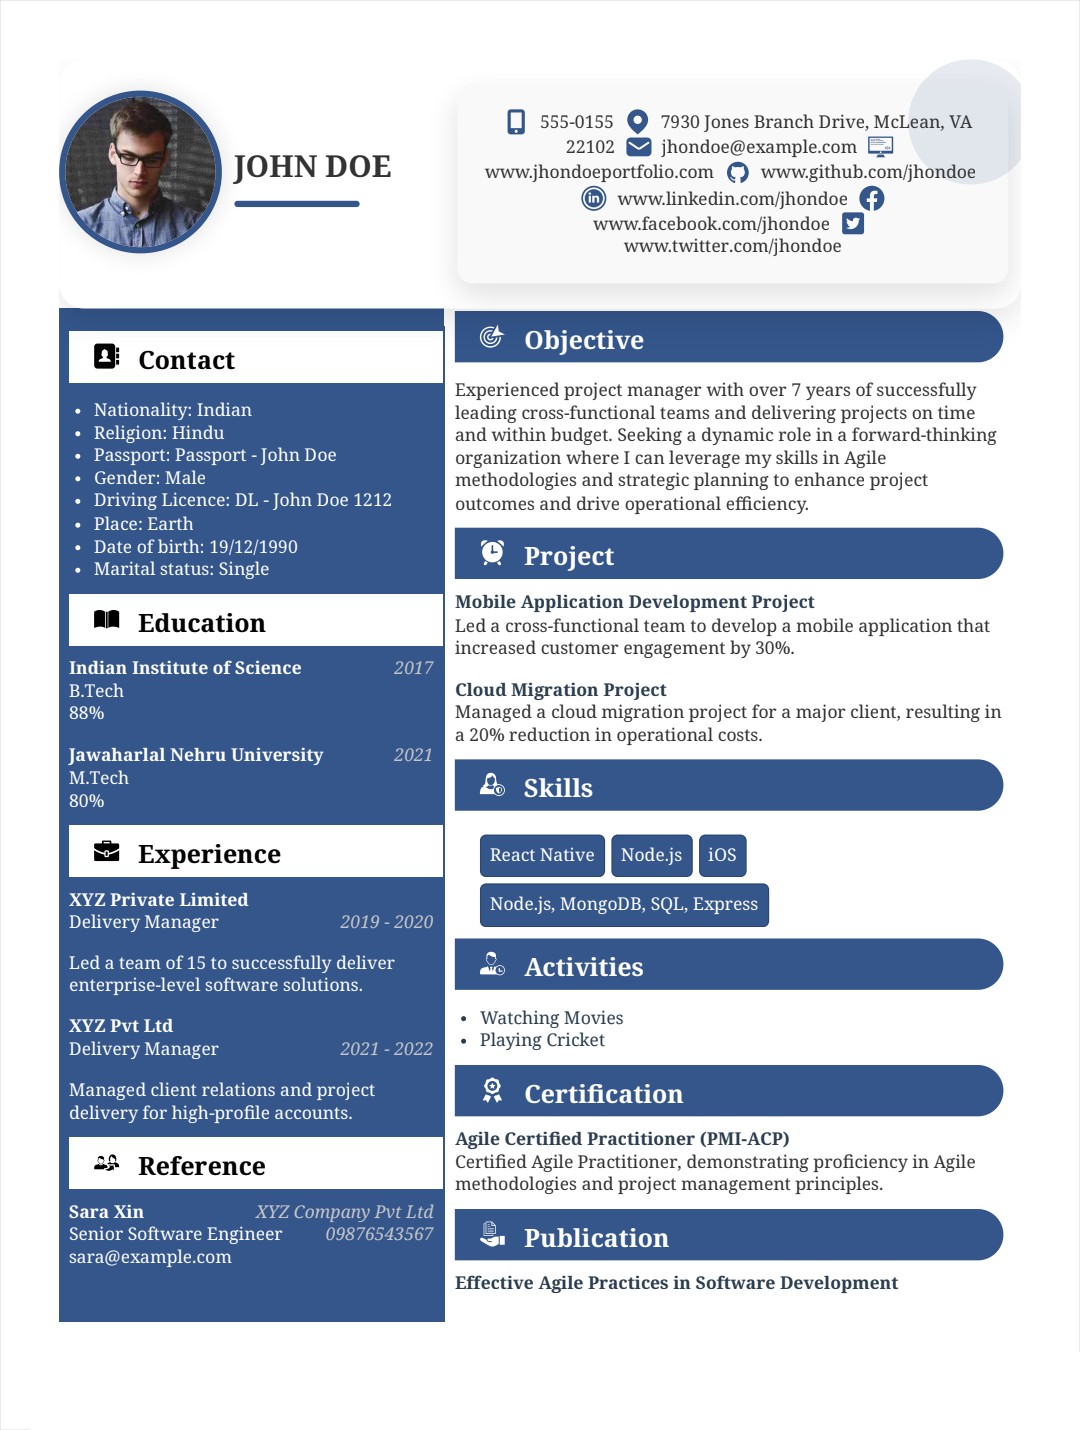 JOHN DOE
555-0155 7930 Jones Branch Drive, McLean, VA
22102 jhondoe@example.com
www.jhondoeportfolio.com www.github.com/jhondoe
www.linkedin.com/jhondoe
www.facebook.com/jhondoe
www.twitter.com/jhondoe
Contact
• Nationality: Indian
• Religion: Hindu
• Passport: Passport - John Doe
• Gender: Male
• Driving Licence: DL - John Doe 1212
• Place: Earth
• Date of birth: 19/12/1990
• Marital status: Single
Education
Indian Institute of Science 2017
B.Tech
88%
Jawaharlal Nehru University 2021
M.Tech
80%
Experience
XYZ Private Limited
Delivery Manager 2019 - 2020
Led a team of 15 to successfully deliver
enterprise-level software solutions.
XYZ Pvt Ltd
Delivery Manager 2021 - 2022
Managed client relations and project
delivery for high-profile accounts.
Reference
Sara Xin XYZ Company Pvt Ltd
Senior Software Engineer 09876543567
sara@example.com
Objective
Experienced project manager with over 7 years of successfully
leading cross-functional teams and delivering projects on time
and within budget. Seeking a dynamic role in a forward-thinking
organization where I can leverage my skills in Agile
methodologies and strategic planning to enhance project
outcomes and drive operational efficiency.
Project
Mobile Application Development Project
Led a cross-functional team to develop a mobile application that
increased customer engagement by 30%.
Cloud Migration Project
Managed a cloud migration project for a major client, resulting in
a 20% reduction in operational costs.
Skills
React Native Node.js iOS
Node.js, MongoDB, SQL, Express
Activities
• Watching Movies
• Playing Cricket
Certification
Agile Certified Practitioner (PMI-ACP)
Certified Agile Practitioner, demonstrating proficiency in Agile
methodologies and project management principles.
Publication
Effective Agile Practices in Software Development